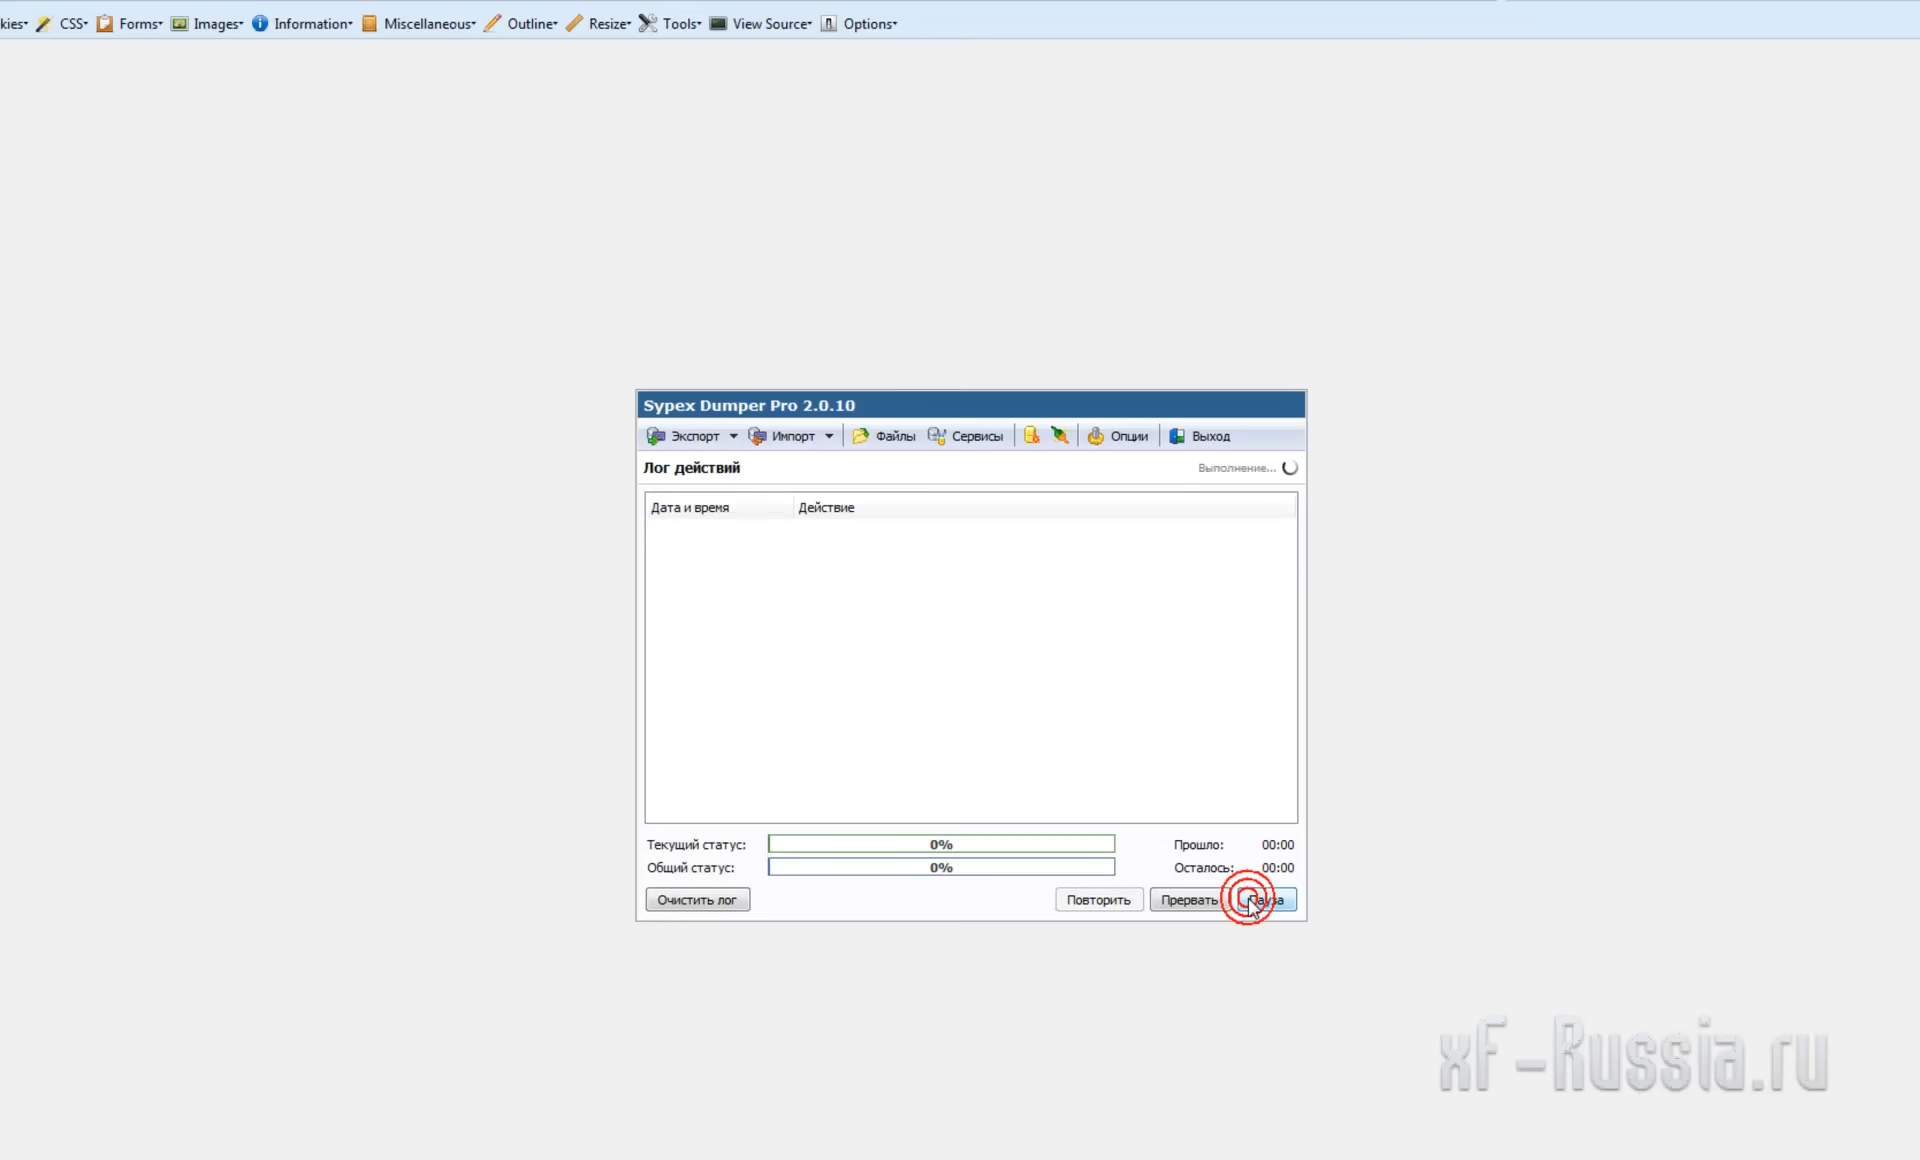 kies CSS Forms Images Information Miscellaneous Outline Resize Tools View Source Options
Sypex Dumper Pro 2.0.10
Экспорт Импорт Файлы Сервисы Опции Выход
Лог действий Выполнение...
Дата и время Действие
Текущий статус: 0% Прошло: 00:00
Общий статус: 0% Осталось: 00:00
Очистить лог Повторить Прервать
xF-Russia.ru